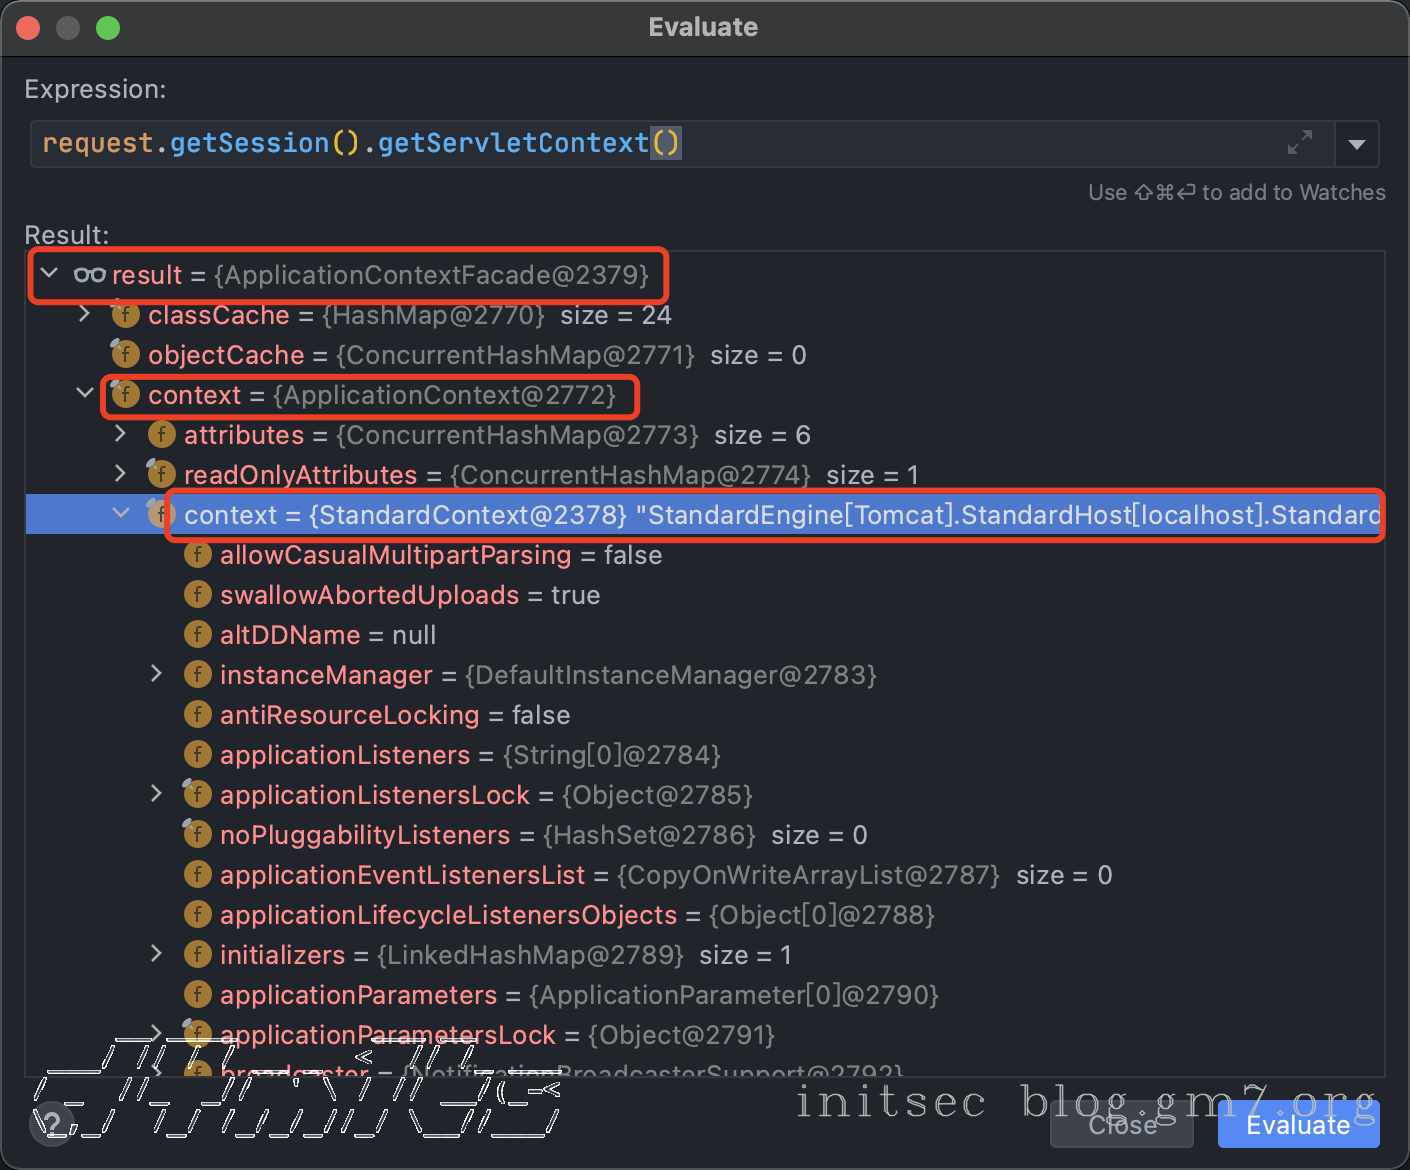 Evaluate
Expression:
request.getSession().getServletContext()
Use ⇧⌘⏎ to add to Watches
Result:
result = {ApplicationContextFacade@2379}
classCache = {HashMap@2770} size = 24
objectCache = {ConcurrentHashMap@2771} size = 0
context = {ApplicationContext@2772}
attributes = {ConcurrentHashMap@2773} size = 6
readOnlyAttributes = {ConcurrentHashMap@2774} size = 1
context = {StandardContext@2378} "StandardEngine[Tomcat].StandardHost[localhost].Standard
allowCasualMultipartParsing = false
swallowAbortedUploads = true
altDDName = null
instanceManager = {DefaultInstanceManager@2783}
antiResourceLocking = false
applicationListeners = {String[0]@2784}
applicationListenersLock = {Object@2785}
noPluggabilityListeners = {HashSet@2786} size = 0
applicationEventListenersList = {CopyOnWriteArrayList@2787} size = 0
applicationLifecycleListenersObjects = {Object[0]@2788}
initializers = {LinkedHashMap@2789} size = 1
applicationParameters = {ApplicationParameter[0]@2790}
applicationParametersLock = {Object@2791}
broadcaster = {NotificationBroadcasterSupport@2792}
initsec blog.gm7.org
? Close Evaluate